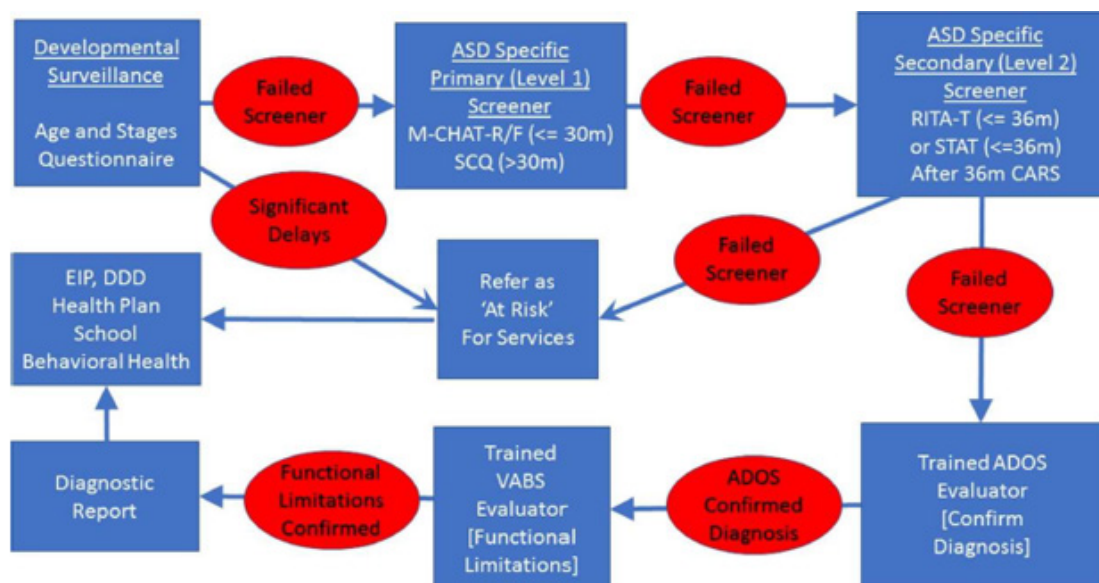 Developmental
Surveillance
Age and Stages
Questionnaire
Failed
Screener
ASD Specific
Primary (Level 1)
Screener
M-CHAT-R/F (<= 30m)
SCQ (>30m)
Failed
Screener
ASD Specific
Secondary (Level 2)
Screener
RITA-T (<= 36m)
or STAT (<=36m)
After 36m CARS
Significant
Delays
Failed
Screener
Failed
Screener
EIP, DDD
Health Plan
School
Behavioral Health
Refer as
‘At Risk’
For Services
Diagnostic
Report
Functional
Limitations
Confirmed
Trained
VABS
Evaluator
[Functional
Limitations]
ADOS
Confirmed
Diagnosis
Trained ADOS
Evaluator
[Confirm
Diagnosis]